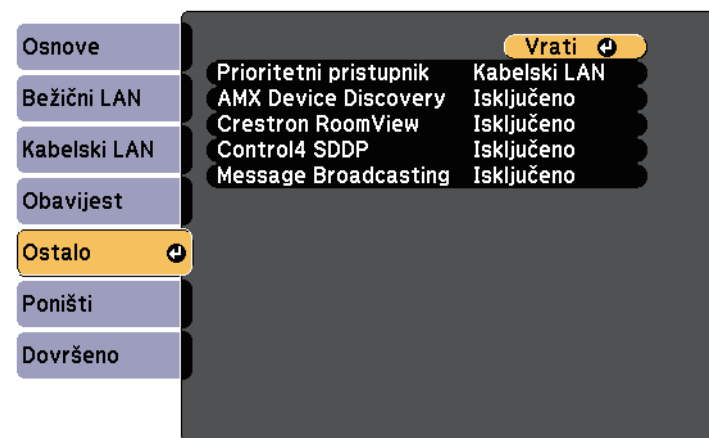 Osnove
Bežični LAN
Kabelski LAN
Obavijest
Ostalo
Poništi
Dovršeno
Vrati
Prioritetni pristupnik Kabelski LAN
AMX Device Discovery Isključeno
Crestron RoomView Isključeno
Control4 SDDP Isključeno
Message Broadcasting Isključeno